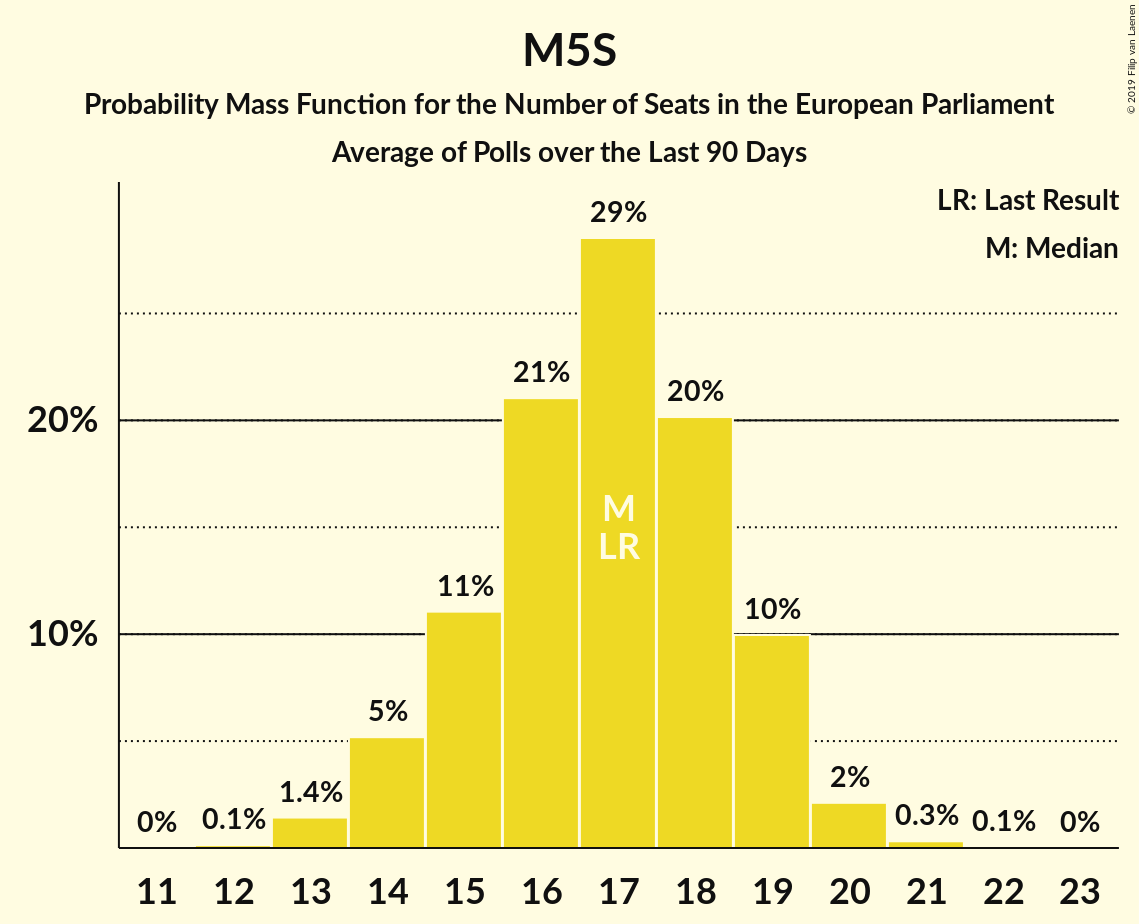 M5S
Probability Mass Function for the Number of Seats in the European Parliament
Average of Polls over the Last 90 Days
© 2019 Filip van Laenen
LR: Last Result
M: Median
29%
21%
20%
20%
M
LR
11%
10%
10%
5%
2%
1.4%
0% 0.1% 0.3% 0.1% 0%
11 12 13 14 15 16 17 18 19 20 21 22 23